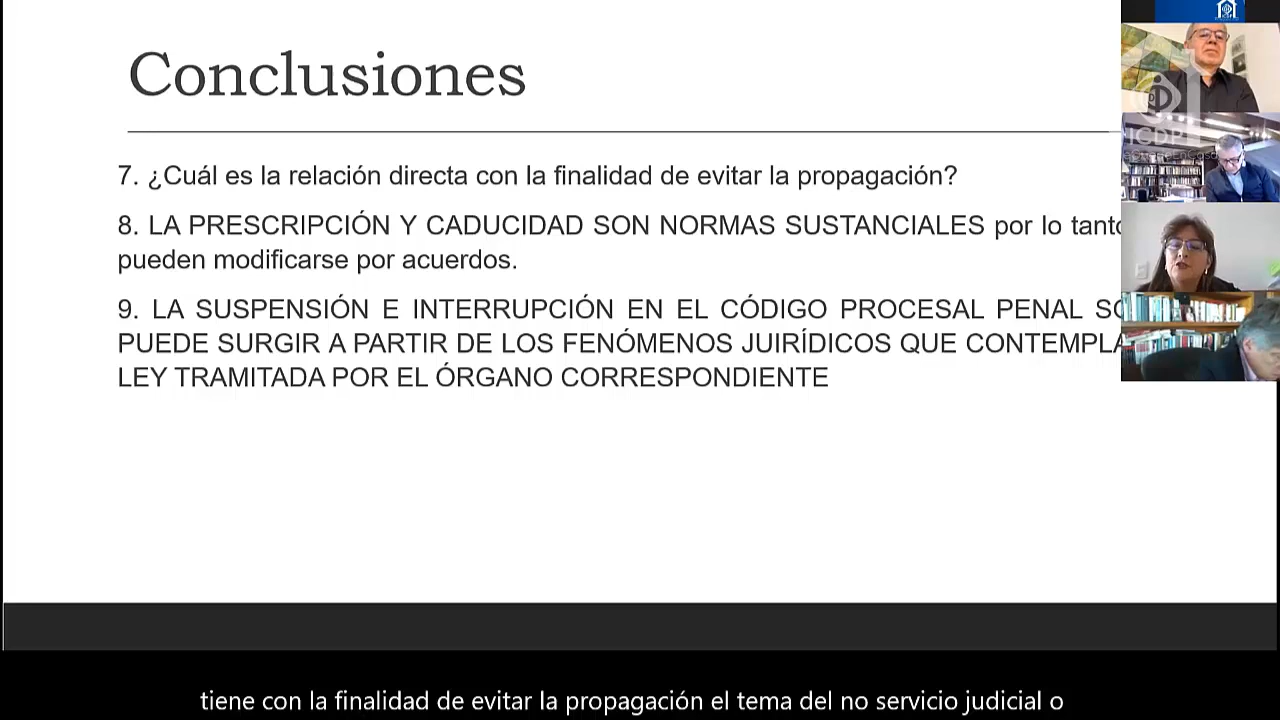 Conclusiones
7. ¿Cuál es la relación directa con la finalidad de evitar la propagación?
8. LA PRESCRIPCIÓN Y CADUCIDAD SON NORMAS SUSTANCIALES por lo
pueden modificarse por acuerdos.
9. LA SUSPENSIÓN E INTERRUPCIÓN EN EL CÓDIGO PROCESAL PENAL
PUEDE SURGIR A PARTIR DE LOS FENÓMENOS JUIRÍDICOS QUE
LEY TRAMITADA POR EL ÓRGANO CORRESPONDIENTE
ICDP
tiene con la finalidad de evitar la propagación el tema del no servicio judicial o